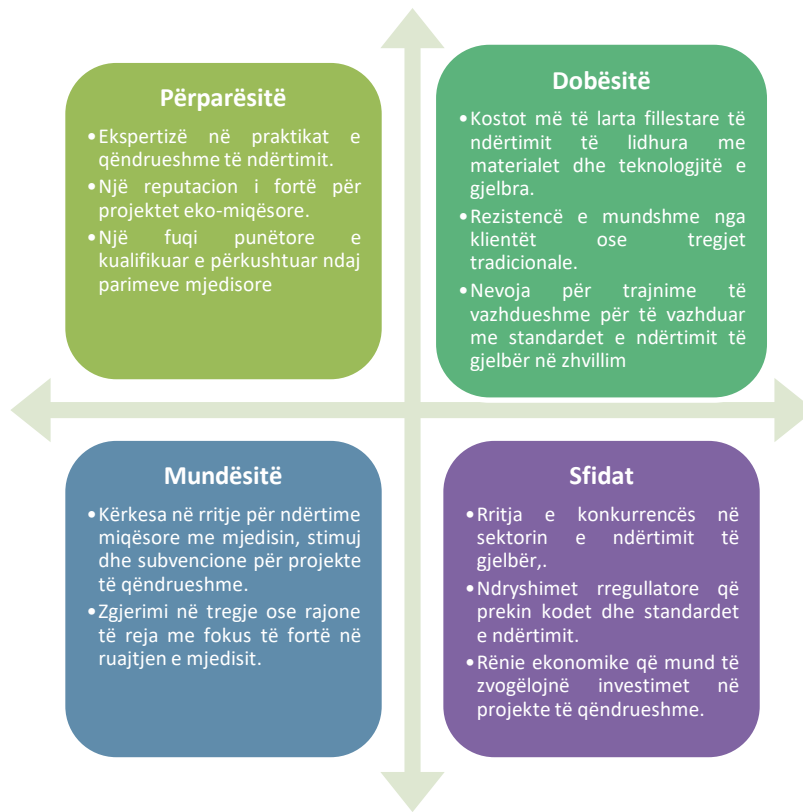 Përparësitë
•Ekspertizë në praktikat e
qëndrueshme të ndërtimit.
•Një reputacion i fortë për
projektet eko-miqësore.
•Një fuqi punëtore e
kualifikuar e përkushtuar ndaj
parimeve mjedisore
Dobësitë
•Kostot më të larta fillestare të
ndërtimit të lidhura me
materialet dhe teknologjitë e
gjelbra.
•Rezistencë e mundshme nga
klientët ose tregjet
tradicionale.
•Nevoja për trajnime të
vazhdueshme për të vazhduar
me standardet e ndërtimit të
gjelbër në zhvillim
Mundësitë
•Kërkesa në rritje për ndërtime
miqësore me mjedisin, stimuj
dhe subvencione për projekte
të qëndrueshme.
•Zgjerimi në tregje ose rajone
të reja me fokus të fortë në
ruajtjen e mjedisit.
Sfidat
•Rritja e konkurrencës në
sektorin e ndërtimit të
gjelbër,.
•Ndryshimet rregullatore që
prekin kodet dhe standardet
e ndërtimit.
•Rënie ekonomike që mund të
zvogëlojnë investimet në
projekte të qëndrueshme.